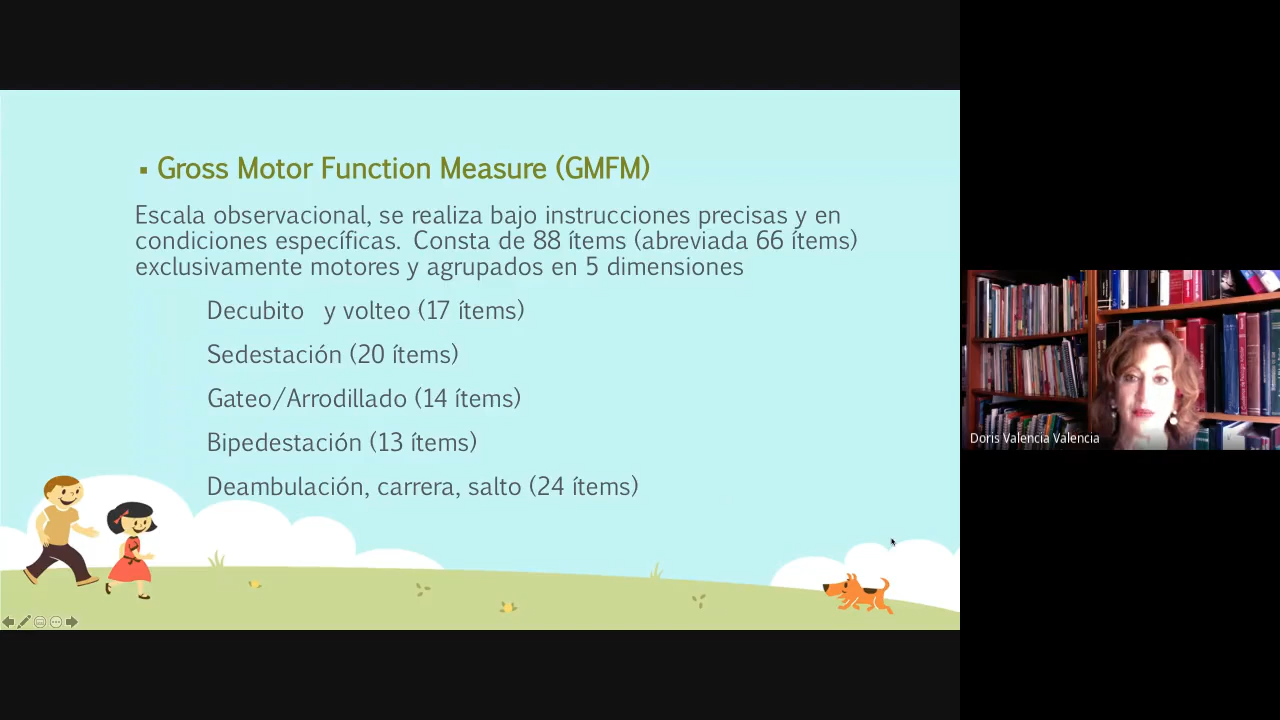 ▪ Gross Motor Function Measure (GMFM)
Escala observacional, se realiza bajo instrucciones precisas y en
condiciones específicas. Consta de 88 ítems (abreviada 66 ítems)
exclusivamente motores y agrupados en 5 dimensiones
Decubito y volteo (17 ítems)
Sedestación (20 ítems)
Gateo/Arrodillado (14 ítems)
Bipedestación (13 ítems)
Deambulación, carrera, salto (24 ítems)
Doris Valencia Valencia